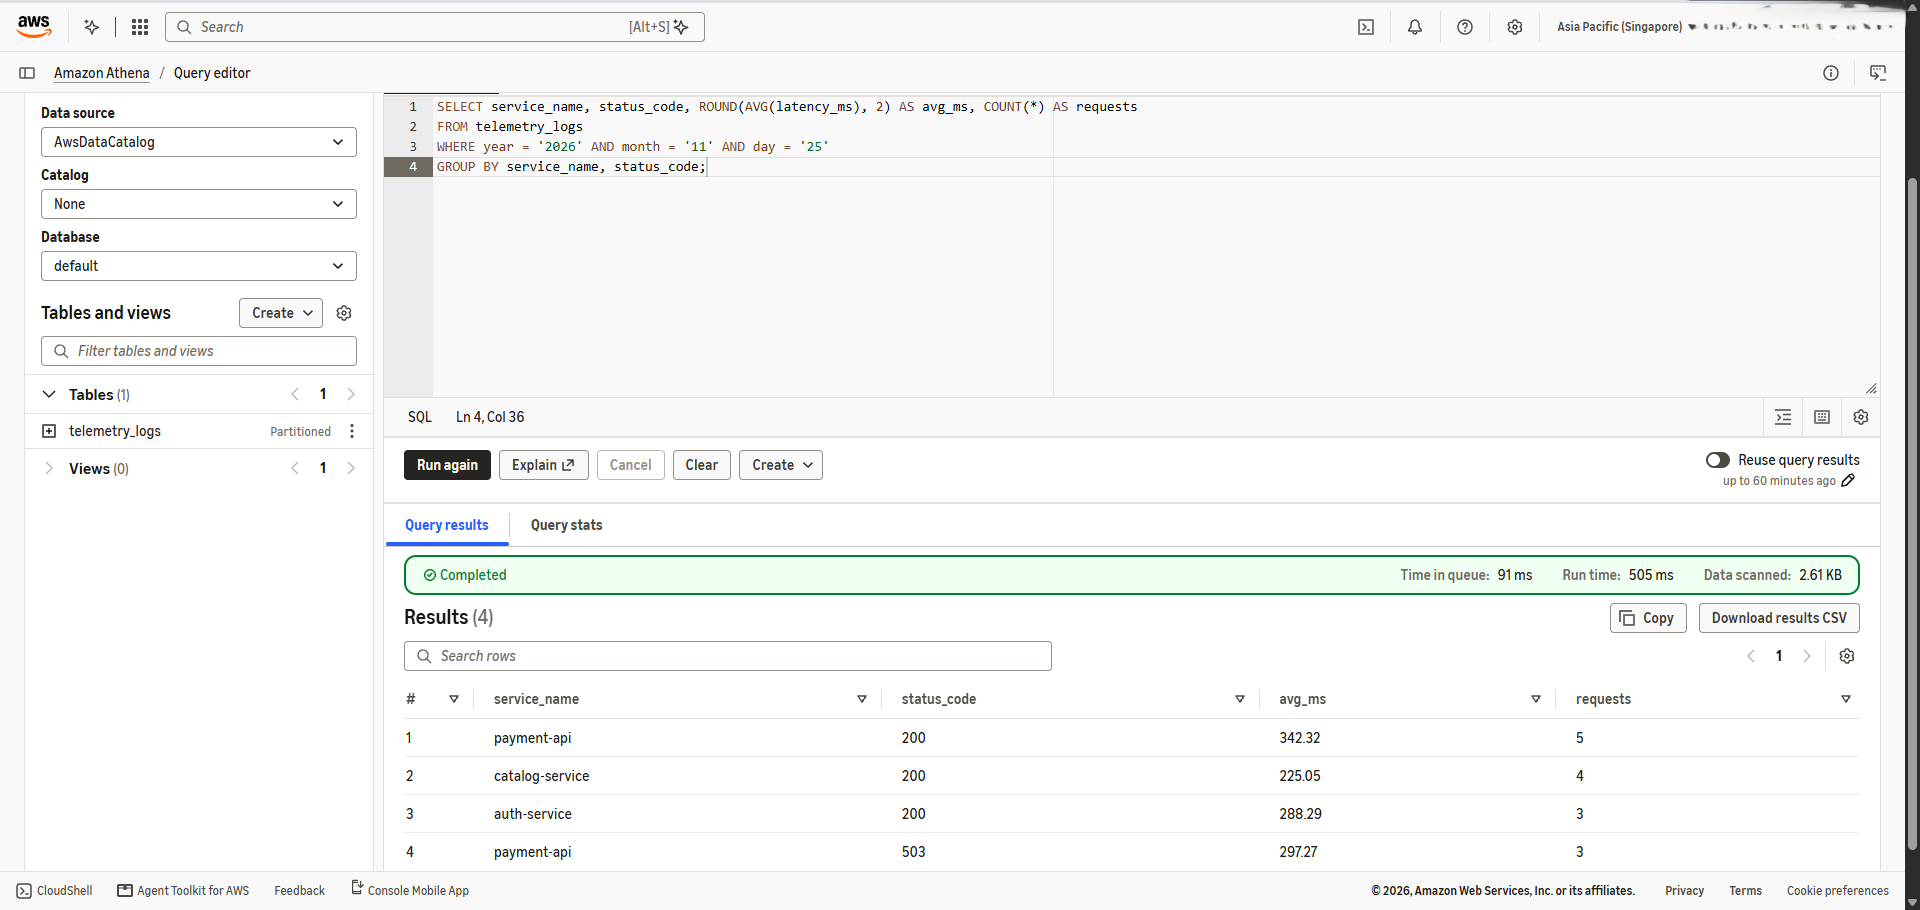 aws
Search [Alt+S]
Asia Pacific (Singapore)
Amazon Athena / Query editor
Data source
AwsDataCatalog
Catalog
None
Database
default
Tables and views Create
Filter tables and views
Tables (1) 1
telemetry_logs Partitioned
Views (0) 1
1 SELECT service_name, status_code, ROUND(AVG(latency_ms), 2) AS avg_ms, COUNT(*) AS requests
2 FROM telemetry_logs
3 WHERE year = '2026' AND month = '11' AND day = '25'
4 GROUP BY service_name, status_code;
SQL Ln 4, Col 36
Run again Explain Cancel Clear Create
Reuse query results
up to 60 minutes ago
Query results Query stats
Completed Time in queue: 91 ms Run time: 505 ms Data scanned: 2.61 KB
Results (4) Copy Download results CSV
Search rows 1
# service_name status_code avg_ms requests
1 payment-api 200 342.32 5
2 catalog-service 200 225.05 4
3 auth-service 200 288.29 3
4 payment-api 503 297.27 3
CloudShell Agent Toolkit for AWS Feedback Console Mobile App © 2026, Amazon Web Services, Inc. or its affiliates. Privacy Terms Cookie preferences